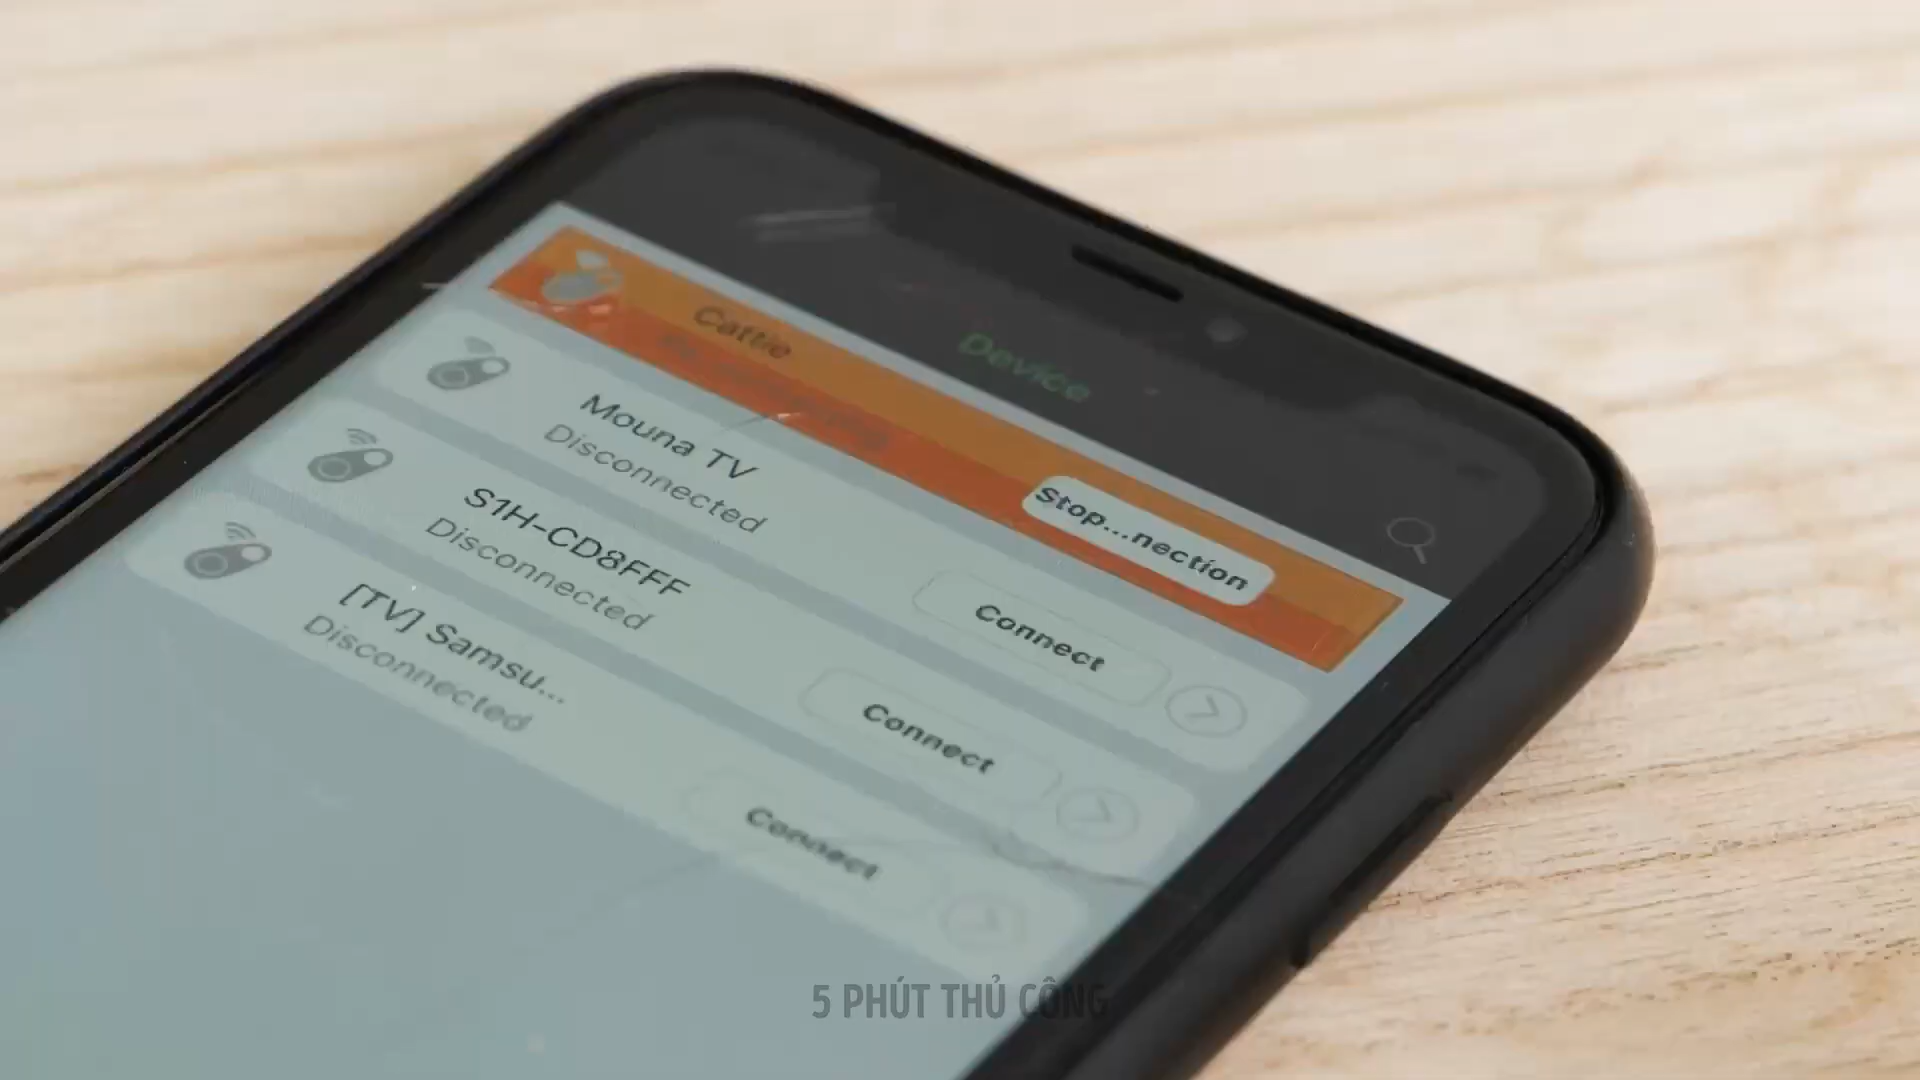 Device
Cattie
Stop...nection
Mouna TV
Disconnected
Connect
S1H-CD8FFF
Disconnected
Connect
[TV] Samsu...
Disconnected
Connect
5 PHÚT THỦ CÔNG